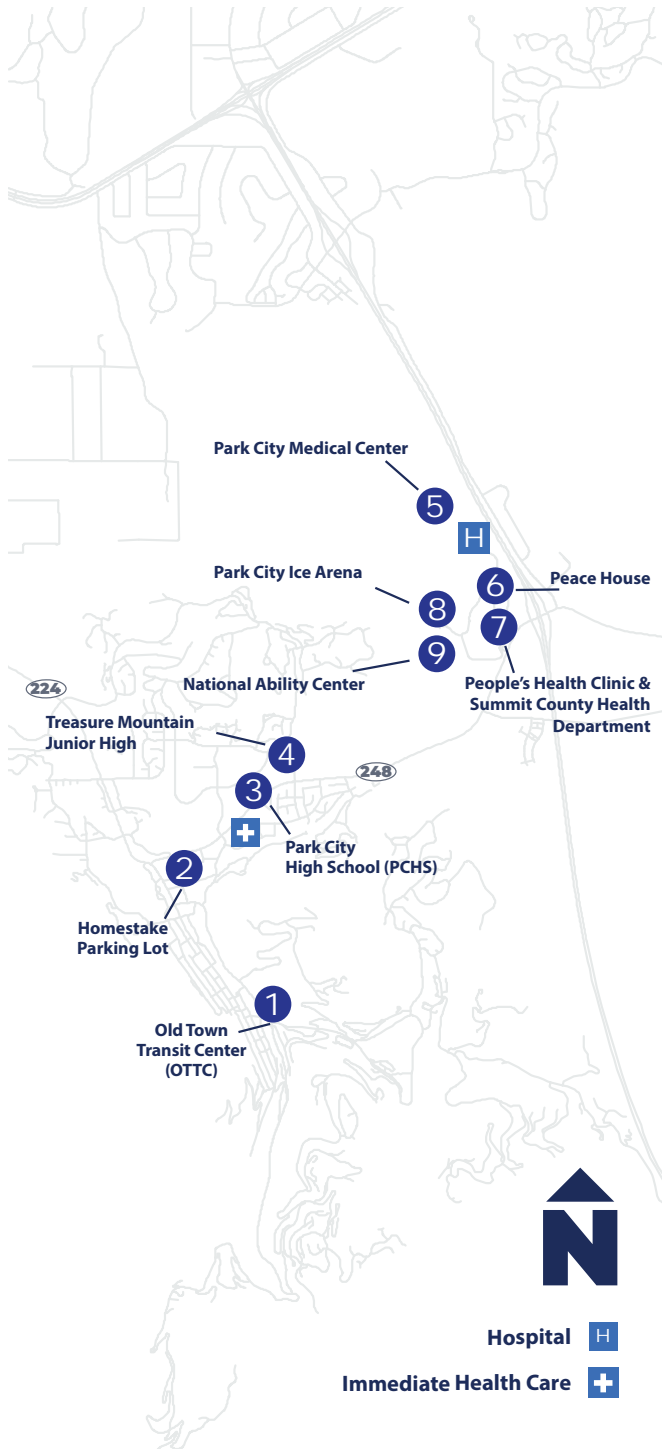 Park City Medical Center
5
H
Park City Ice Arena
6
Peace House
8
7
9
National Ability Center
People's Health Clinic &
Summit County Health
Department
224
Treasure Mountain
Junior High
4
248
3
Park City
High School (PCHS)
2
Homestake
Parking Lot
1
Old Town
Transit Center
(OTTC)
N
Hospital H
Immediate Health Care